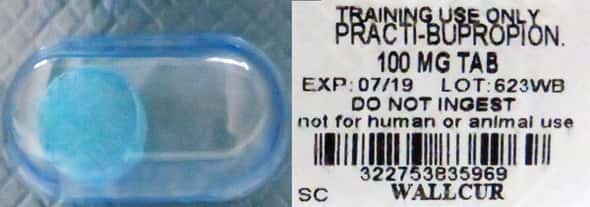 TRAINING USE ONLY
PRACTI-BUPROPION.
100 MG TAB
EXP: 07/19 LOT: 623WB
DO NOT INGEST
not for human or animal use
322753835969
SC WALLCUR